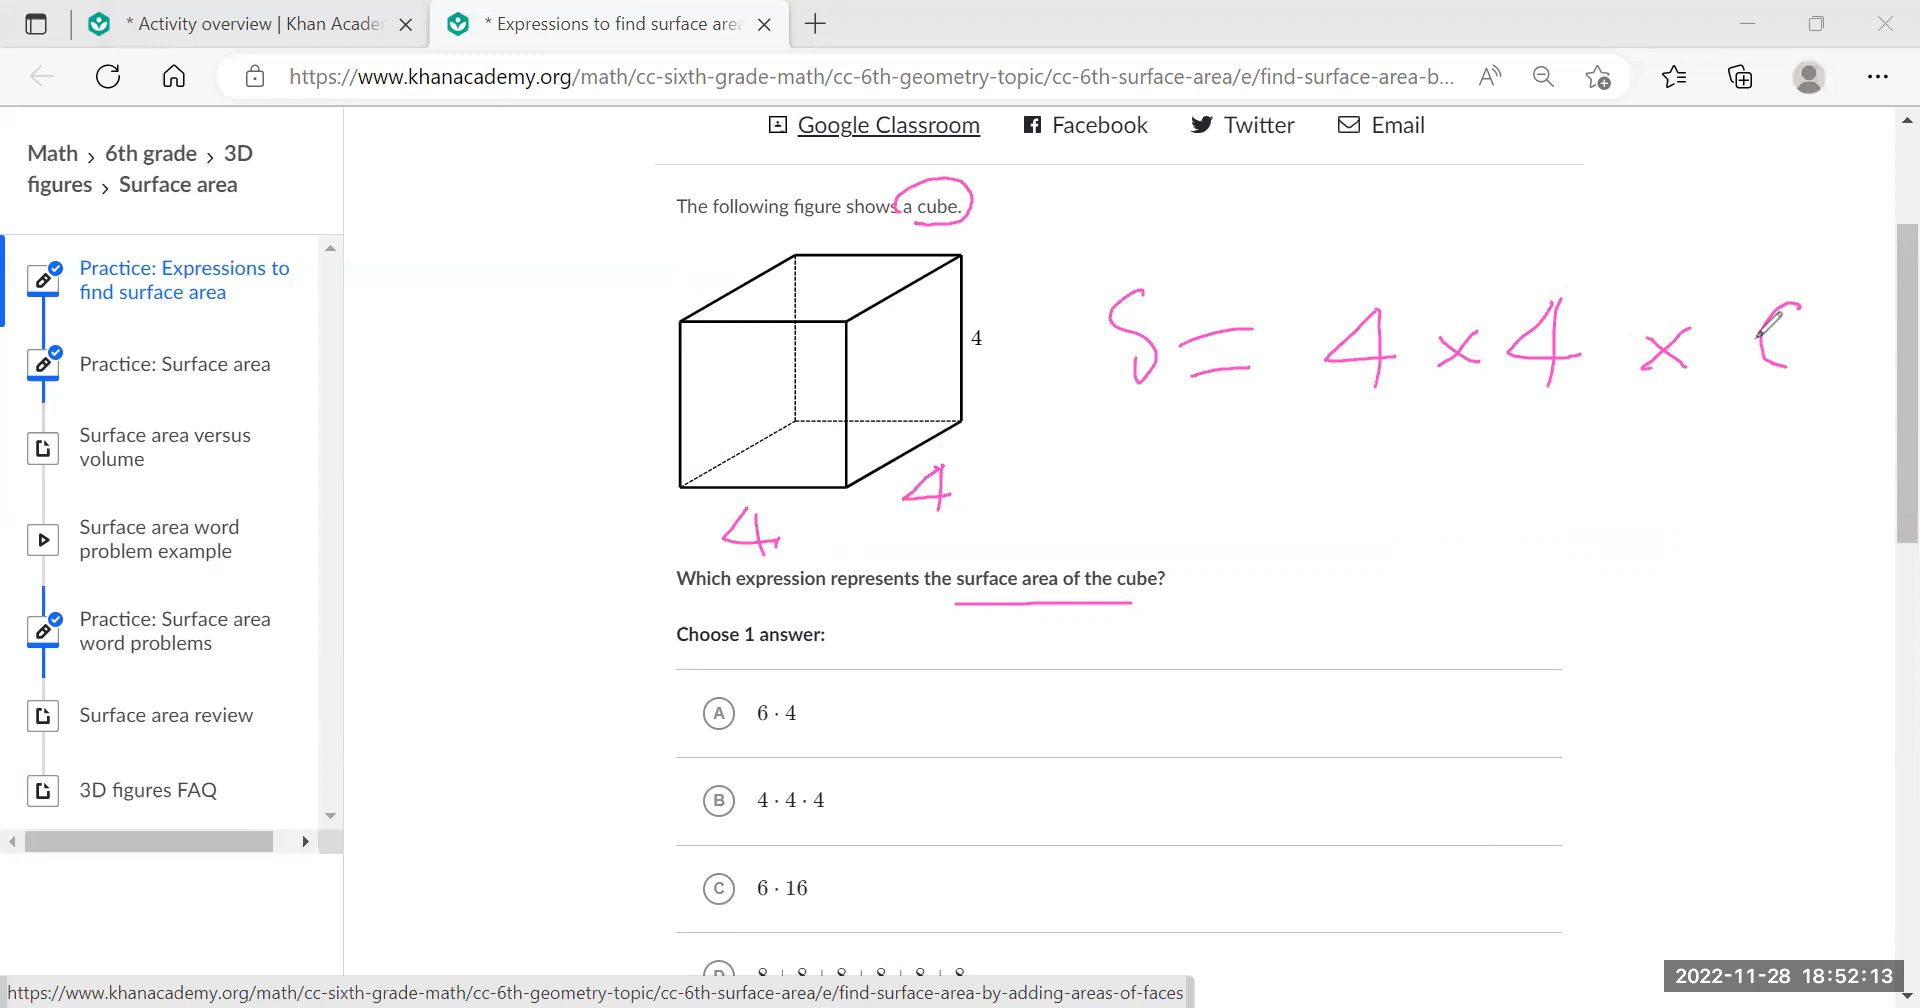 * Activity overview | Khan Acade
* Expressions to find surface are
https://www.khanacademy.org/math/cc-sixth-grade-math/cc-6th-geometry-topic/cc-6th-surface-area/e/find-surface-area-b...
Google Classroom
Facebook
Twitter
Email
Math › 6th grade › 3D
figures › Surface area
Practice: Expressions to
find surface area
Practice: Surface area
Surface area versus
volume
Surface area word
problem example
Practice: Surface area
word problems
Surface area review
3D figures FAQ
The following figure shows a cube.
4
4
4
S = 4 × 4 ×
Which expression represents the surface area of the cube?
Choose 1 answer:
A 6 · 4
B 4 · 4 · 4
C 6 · 16
D 8 + 8 + 8 + 8 + 8 + 8
2022-11-28 18:52:13
https://www.khanacademy.org/math/cc-sixth-grade-math/cc-6th-geometry-topic/cc-6th-surface-area/e/find-surface-area-by-adding-areas-of-faces